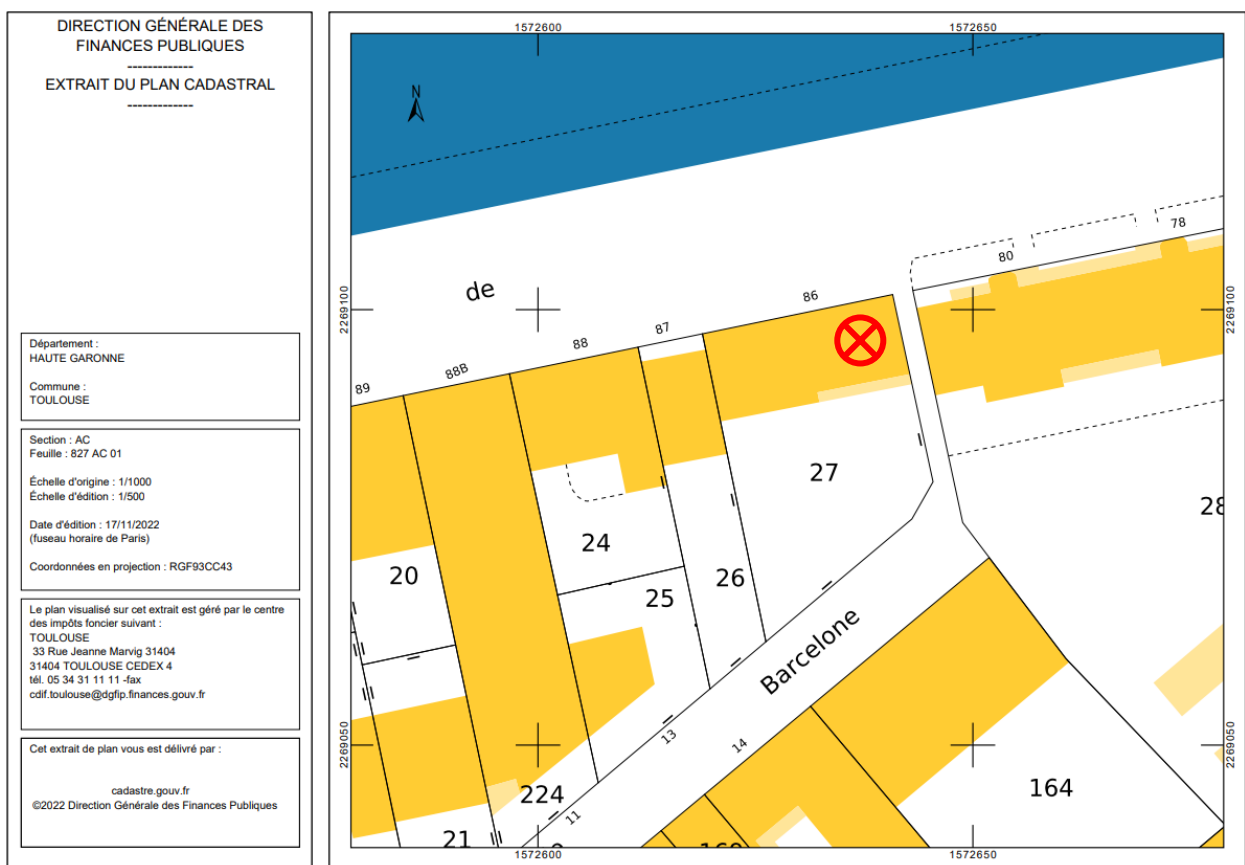 DIRECTION GÉNÉRALE DES
FINANCES PUBLIQUES
-------------
EXTRAIT DU PLAN CADASTRAL
-------------
Département :
HAUTE GARONNE
Commune :
TOULOUSE
Section : AC
Feuille : 827 AC 01
Échelle d'origine : 1/1000
Échelle d'édition : 1/500
Date d'édition : 17/11/2022
(fuseau horaire de Paris)
Coordonnées en projection : RGF93CC43
Le plan visualisé sur cet extrait est géré par le centre
des impôts foncier suivant :
TOULOUSE
33 Rue Jeanne Marvig 31404
31404 TOULOUSE CEDEX 4
tél. 05 34 31 11 11 -fax
cdif.toulouse@dgfip.finances.gouv.fr
Cet extrait de plan vous est délivré par :
cadastre.gouv.fr
©2022 Direction Générale des Finances Publiques
1572600
1572650
N
78
80
de
86
2269100
2269100
87
88
88B
89
27
28
24
20
26
25
Barcelone
13
14
2269050
2269050
164
224
11
21
1572600
1572650